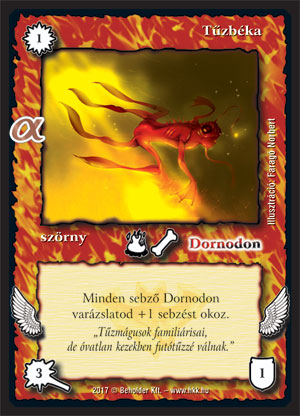 1
Tűzbéka
α
Illusztráció: Faragó Norbert
szörny
Dornodon
Minden sebző Dornodon
varázslatod +1 sebzést okoz.
„Tűzmágusok familiárisai,
de óvatlan kezekben futótűzzé válnak.”
3
1
2017 © Beholder Kft. – www.hkk.hu